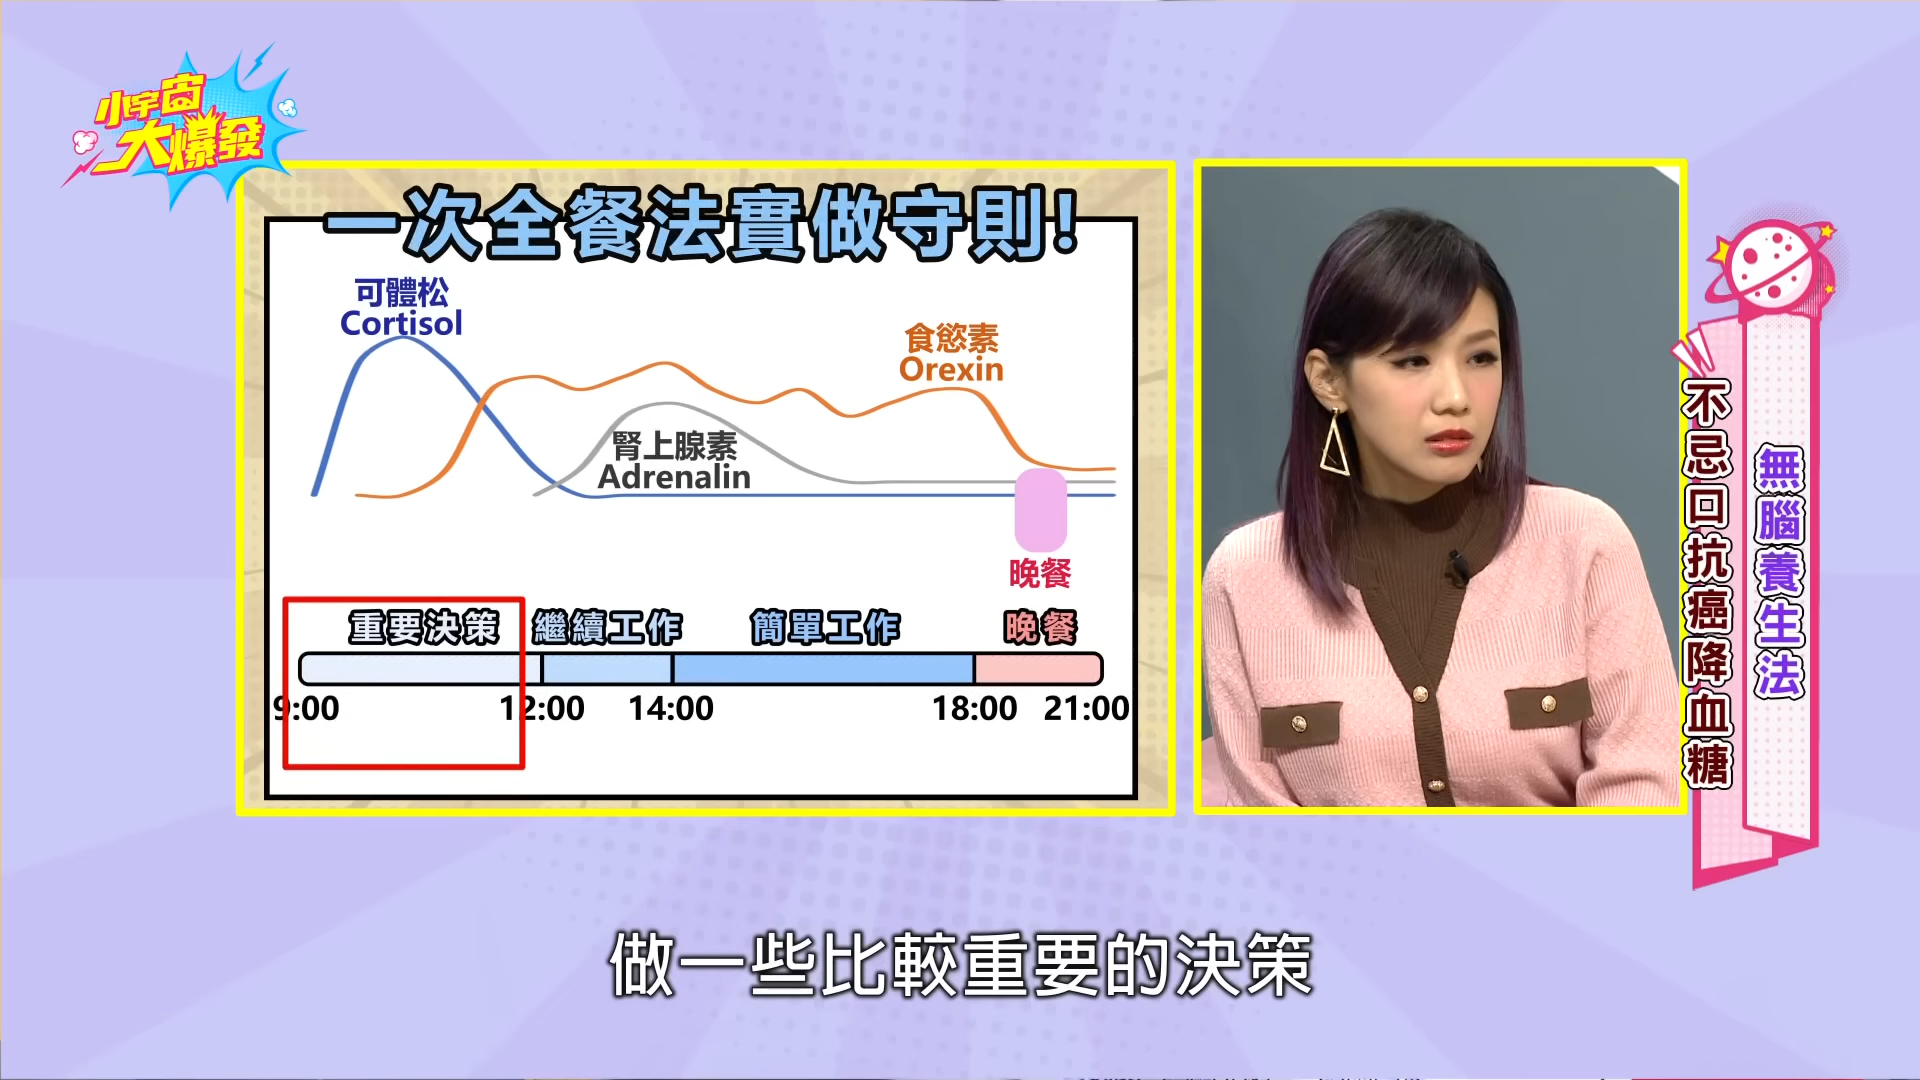 小宇宙
大爆發
一次全餐法實做守則!
可體松
Cortisol
食慾素
Orexin
腎上腺素
Adrenalin
晚餐
重要決策
繼續工作
簡單工作
晚餐
9:00
12:00
14:00
18:00
21:00
無腦養生法
不忌口抗癌降血糖
做一些比較重要的決策